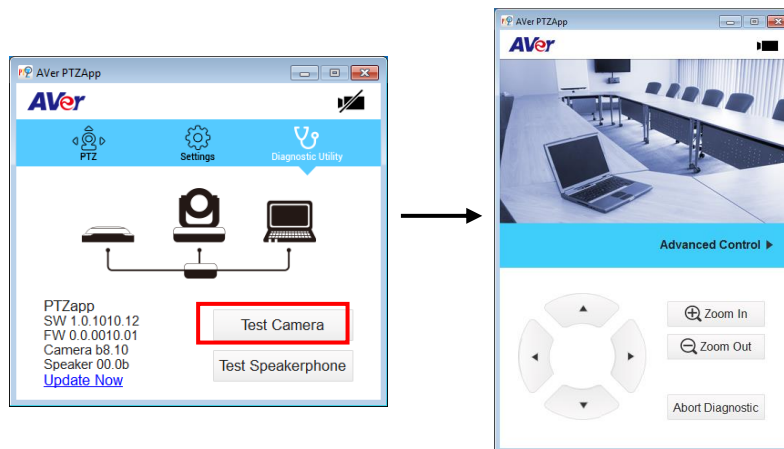 AVer PTZApp
AVer
PTZ
Settings
Diagnostic Utility
PTZapp
SW 1.0.1010.12
FW 0.0.0010.01
Camera b8.10
Speaker 00.0b
Update Now
Test Camera
Test Speakerphone
AVer PTZApp
AVer
Advanced Control
Zoom In
Zoom Out
Abort Diagnostic